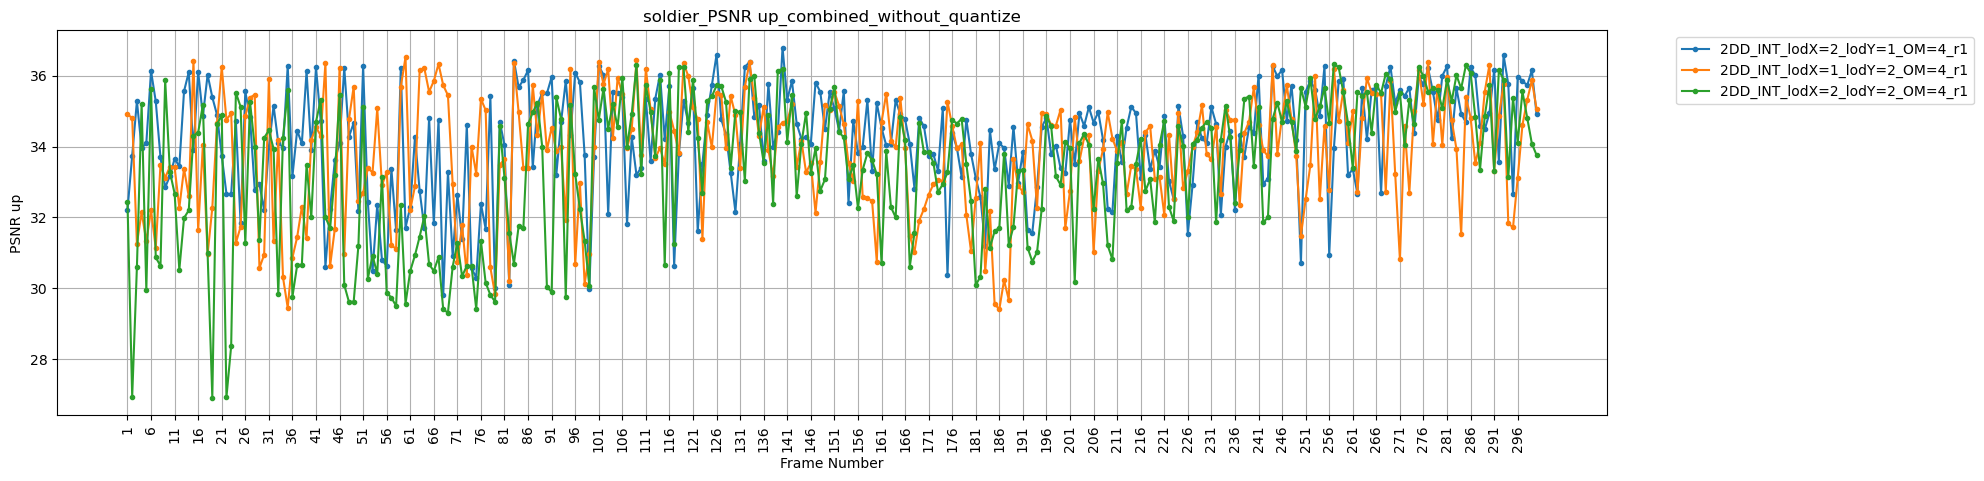 soldier_PSNR up_combined_without_quantize
PSNR up
36
34
32
30
28
1 6 11 16 21 26 31 36 41 46 51 56 61 66 71 76 81 86 91 96 101 106 111 116 121 126 131 136 141 146 151 156 161 166 171 176 181 186 191 196 201 206 211 216 221 226 231 236 241 246 251 256 261 266 271 276 281 286 291 296
Frame Number
2DD_INT_lodX=2_lodY=1_OM=4_r1
2DD_INT_lodX=1_lodY=2_OM=4_r1
2DD_INT_lodX=2_lodY=2_OM=4_r1